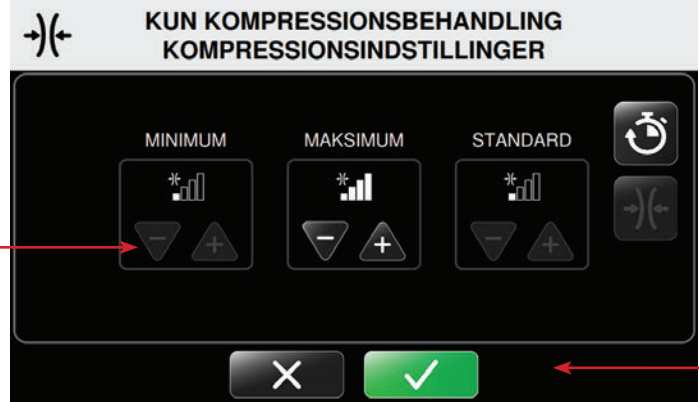 KUN KOMPRESSIONSBEHANDLING
KOMPRESSIONSINDSTILLINGER
MINIMUM MAKSIMUM STANDARD